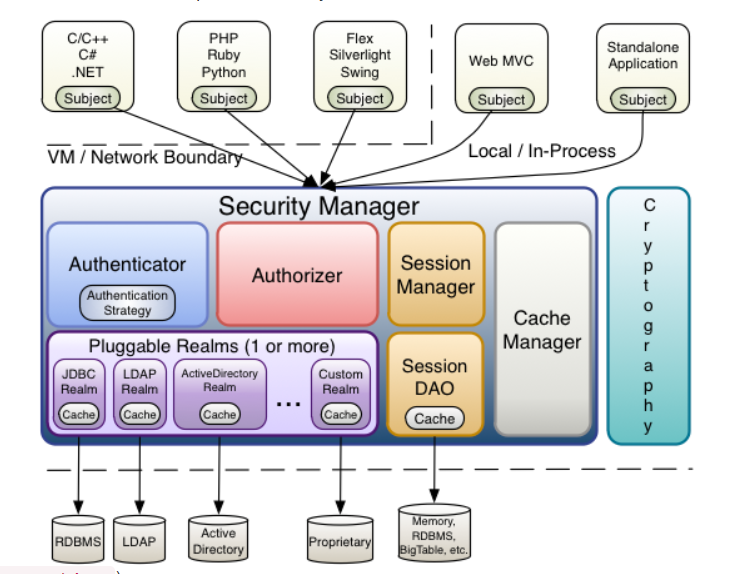 C/C++
C#
.NET
Subject
PHP
Ruby
Python
Subject
Flex
Silverlight
Swing
Subject
Web MVC
Subject
Standalone
Application
Subject
VM / Network Boundary
Local / In-Process
Security Manager
Authenticator
Authentication
Strategy
Authorizer
Session
Manager
Cache
Manager
Cryptography
Pluggable Realms (1 or more)
JDBC
Realm
Cache
LDAP
Realm
Cache
ActiveDirectory
Realm
Cache
...
Custom
Realm
Cache
Session
DAO
Cache
RDBMS
LDAP
Active
Directory
Proprietary
Memory,
RDBMS,
BigTable, etc.